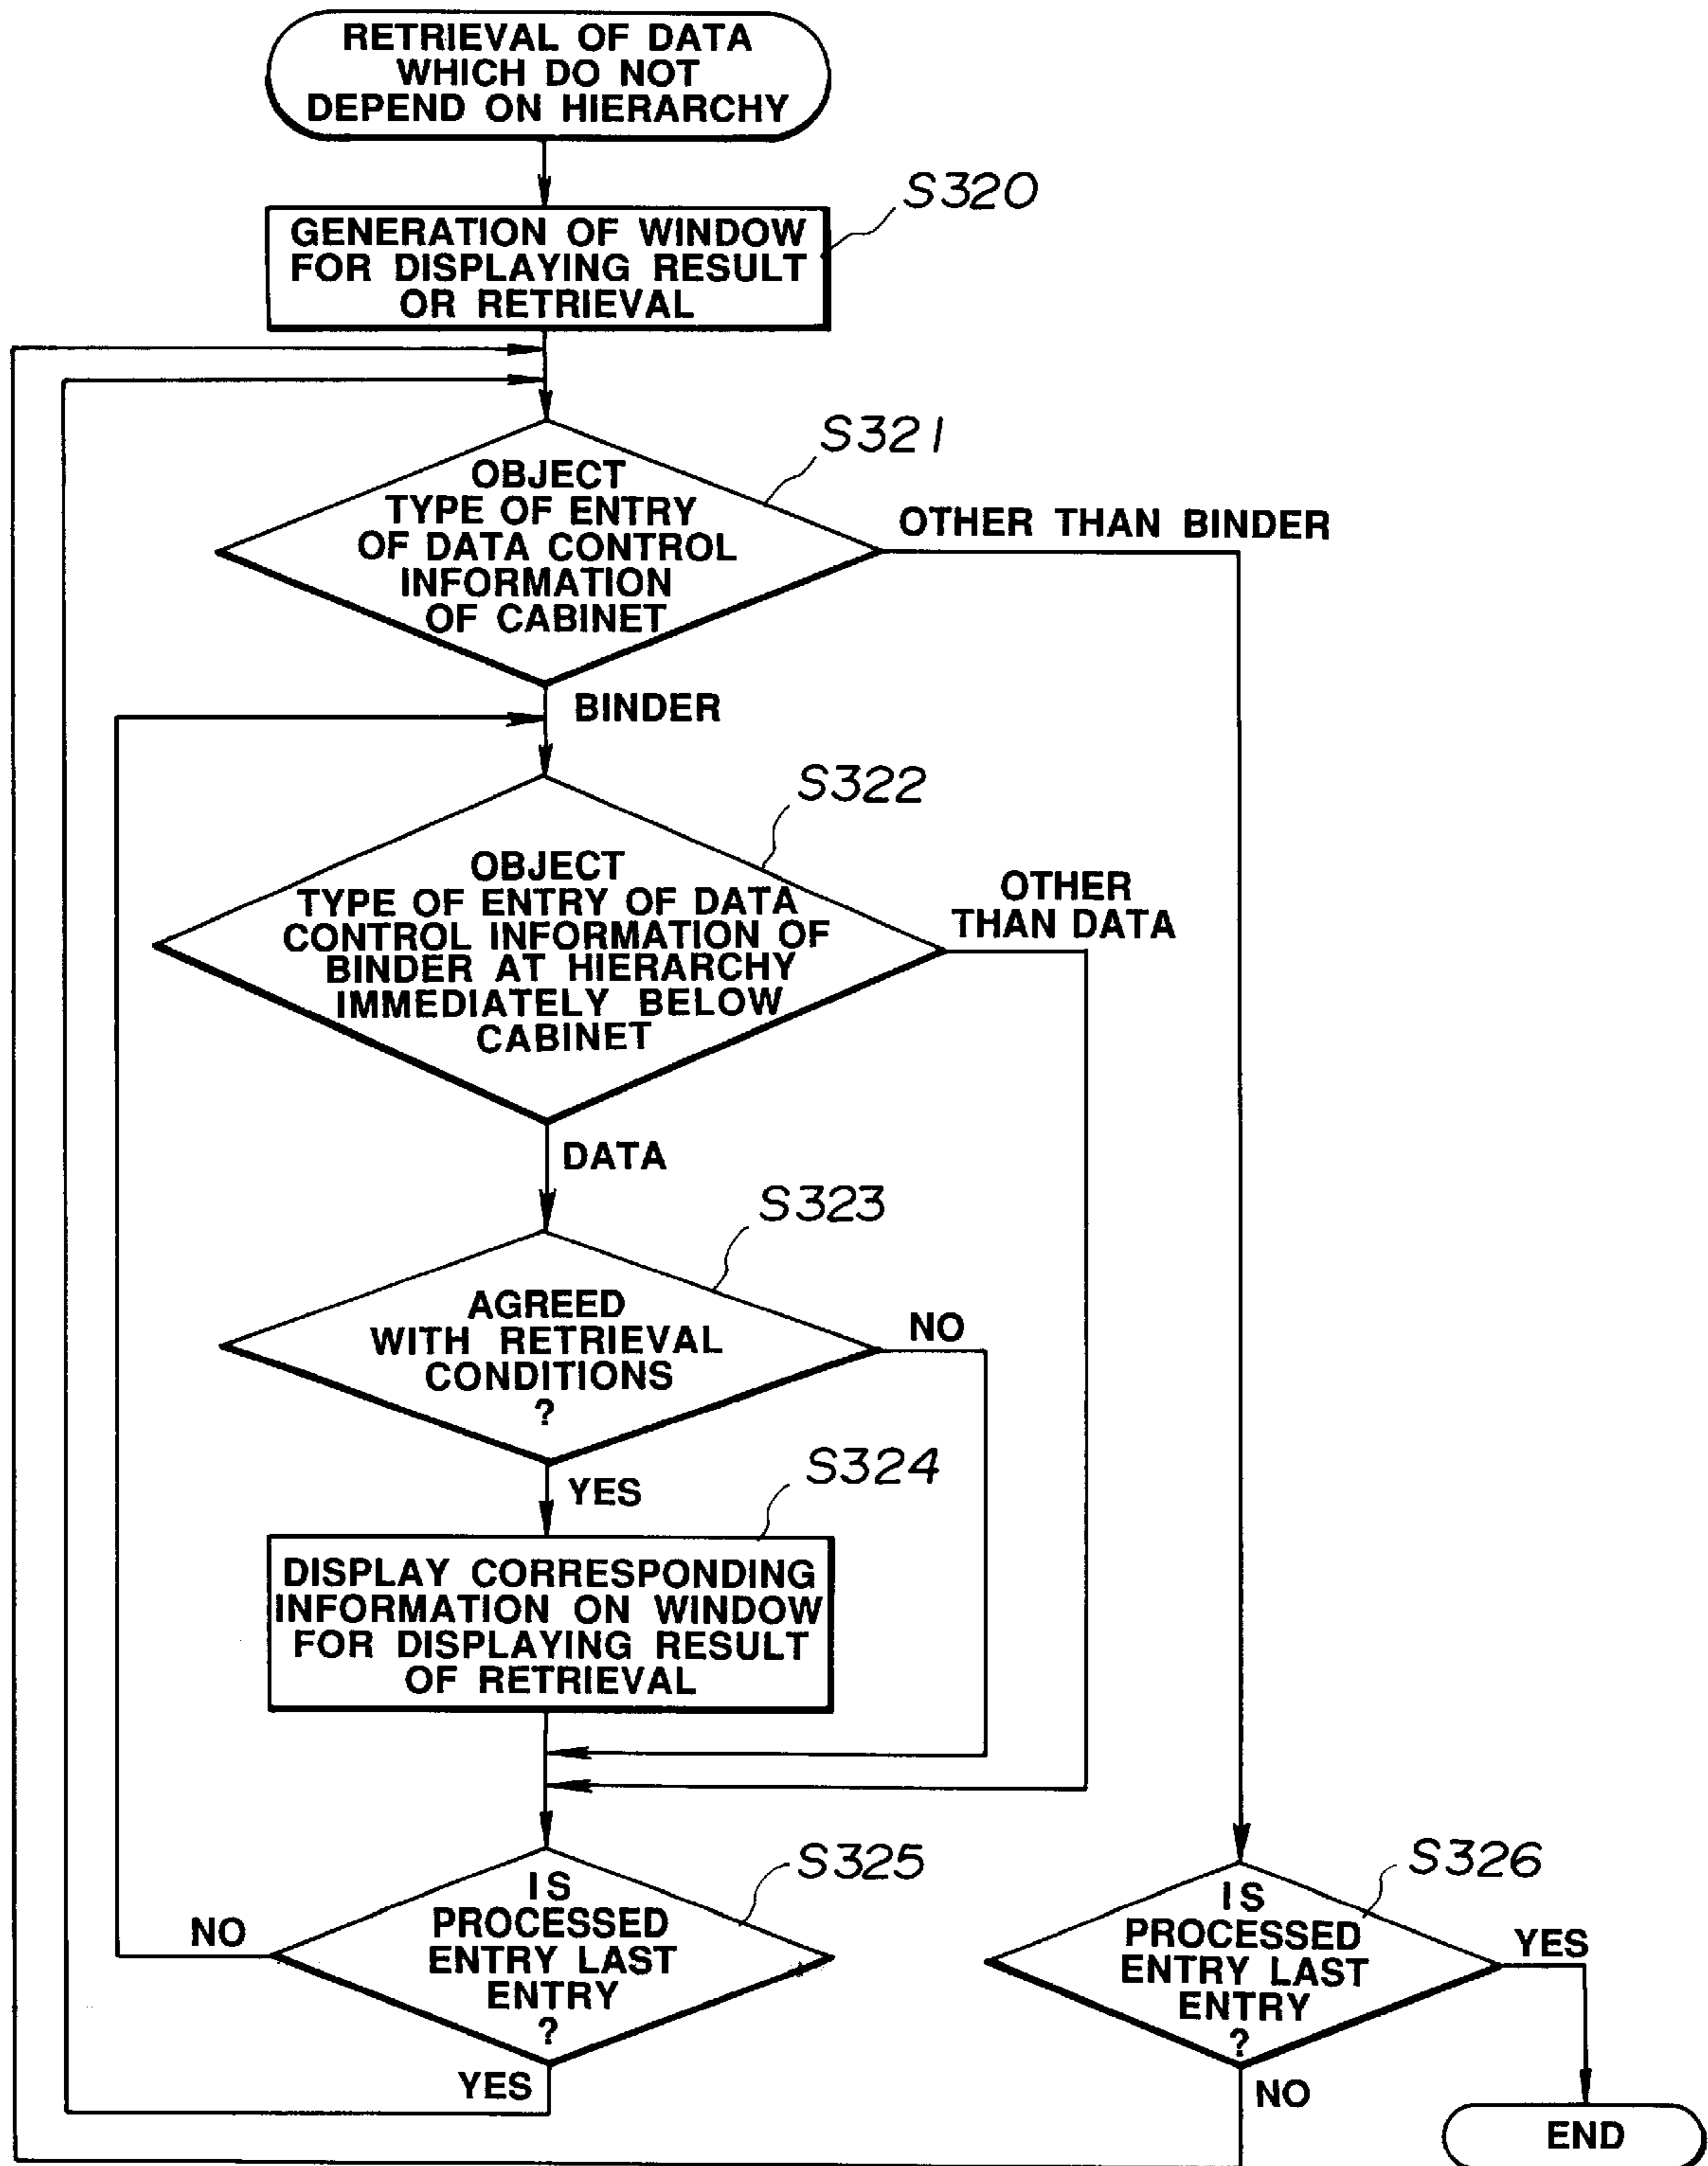 RETRIEVAL OF DATA
WHICH DO NOT
DEPEND ON HIERARCHY
S320
GENERATION OF WINDOW
FOR DISPLAYING RESULT
OR RETRIEVAL
S321
OBJECT
TYPE OF ENTRY
OF DATA CONTROL
INFORMATION
OF CABINET
OTHER THAN BINDER
BINDER
S322
OBJECT
TYPE OF ENTRY OF DATA
CONTROL INFORMATION OF
BINDER AT HIERARCHY
IMMEDIATELY BELOW
CABINET
OTHER
THAN DATA
DATA
S323
AGREED
WITH RETRIEVAL
CONDITIONS
?
NO
YES
S324
DISPLAY CORRESPONDING
INFORMATION ON WINDOW
FOR DISPLAYING RESULT
OF RETRIEVAL
S325
IS
PROCESSED
ENTRY LAST
ENTRY
?
NO
YES
S326
IS
PROCESSED
ENTRY LAST
ENTRY
?
YES
NO
END